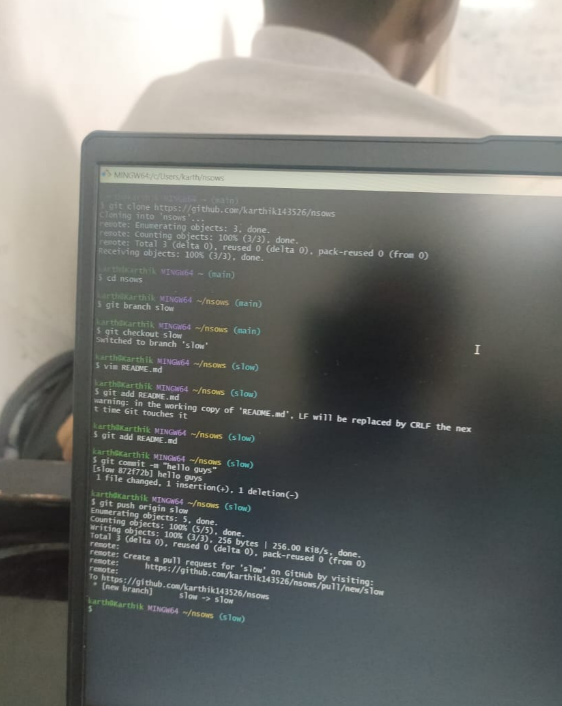 MINGW64:/c/Users/karth/nsows
MINGW64 ~ (main)
$ git clone https://github.com/karthik143526/nsows
Cloning into 'nsows'...
remote: Enumerating objects: 3, done.
remote: Counting objects: 100% (3/3), done.
remote: Total 3 (delta 0), reused 0 (delta 0), pack-reused 0 (from 0)
Receiving objects: 100% (3/3), done.
karth@Karthik MINGW64 ~ (main)
$ cd nsows
karth@Karthik MINGW64 ~/nsows (main)
$ git branch slow
karth@Karthik MINGW64 ~/nsows (main)
$ git checkout slow
Switched to branch 'slow'
karth@Karthik MINGW64 ~/nsows (slow)
$ vim README.md
karth@Karthik MINGW64 ~/nsows (slow)
$ git add README.md
warning: in the working copy of 'README.md', LF will be replaced by CRLF the nex
t time Git touches it
karth@Karthik MINGW64 ~/nsows (slow)
$ git add README.md
karth@Karthik MINGW64 ~/nsows (slow)
$ git commit -m "hello guys"
[slow 872f72b] hello guys
1 file changed, 1 insertion(+), 1 deletion(-)
karth@Karthik MINGW64 ~/nsows (slow)
$ git push origin slow
Enumerating objects: 5, done.
Counting objects: 100% (5/5), done.
Writing objects: 100% (3/3), 256 bytes | 256.00 KiB/s, done.
Total 3 (delta 0), reused 0 (delta 0), pack-reused 0 (from 0)
remote:
remote: Create a pull request for 'slow' on GitHub by visiting:
remote: https://github.com/karthik143526/nsows/pull/new/slow
remote:
To https://github.com/karthik143526/nsows
* [new branch] slow -> slow
karth@Karthik MINGW64 ~/nsows (slow)
$